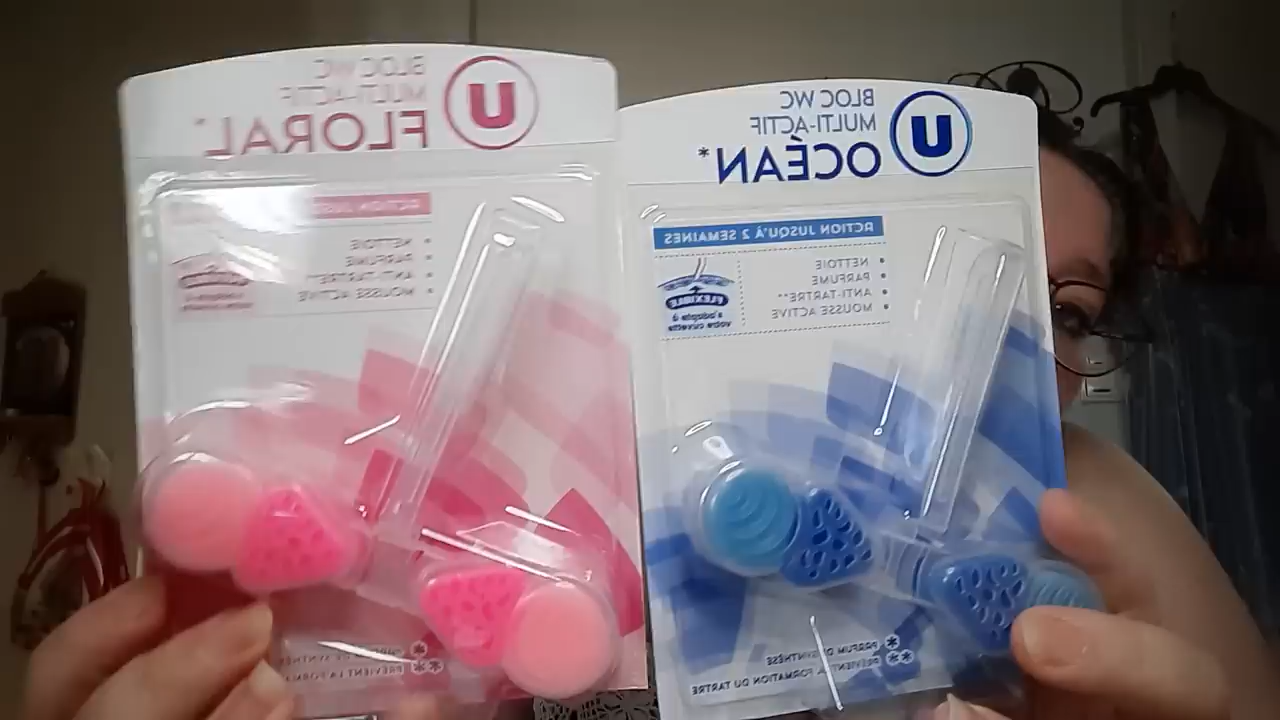 U
BLOC WC
MULTI-ACTIF
FLORAL*
ACTION
NETTOIE
PARFUME
ANTI-TARTRE**
MOUSSE ACTIVE
U
BLOC WC
MULTI-ACTIF
OCÉAN*
ACTION JUSQU'À 2 SEMAINES
NETTOIE
PARFUME
ANTI-TARTRE**
MOUSSE ACTIVE
FLEXIBLE
s'adapte à
votre cuvette
* PARFUM DE SYNTHÈSE
** PRÉVIENT LA FORMATION DU TARTRE